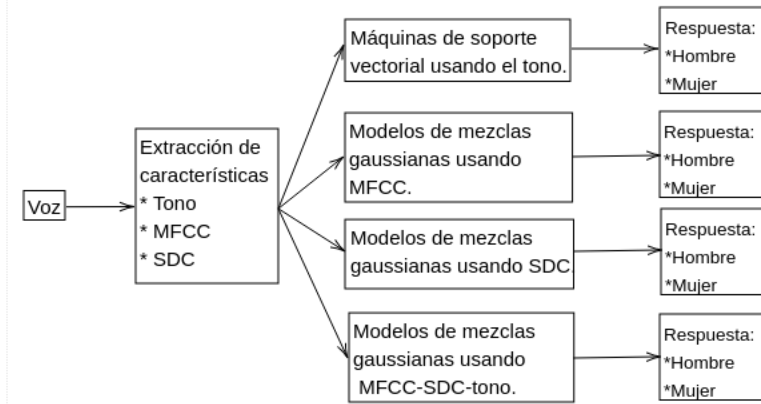 Voz
Extracción de
características
* Tono
* MFCC
* SDC
Máquinas de soporte
vectorial usando el tono.
Respuesta:
*Hombre
*Mujer
Modelos de mezclas
gaussianas usando
MFCC.
Respuesta:
*Hombre
*Mujer
Modelos de mezclas
gaussianas usando SDC.
Respuesta:
*Hombre
*Mujer
Modelos de mezclas
gaussianas usando
MFCC-SDC-tono.
Respuesta:
*Hombre
*Mujer